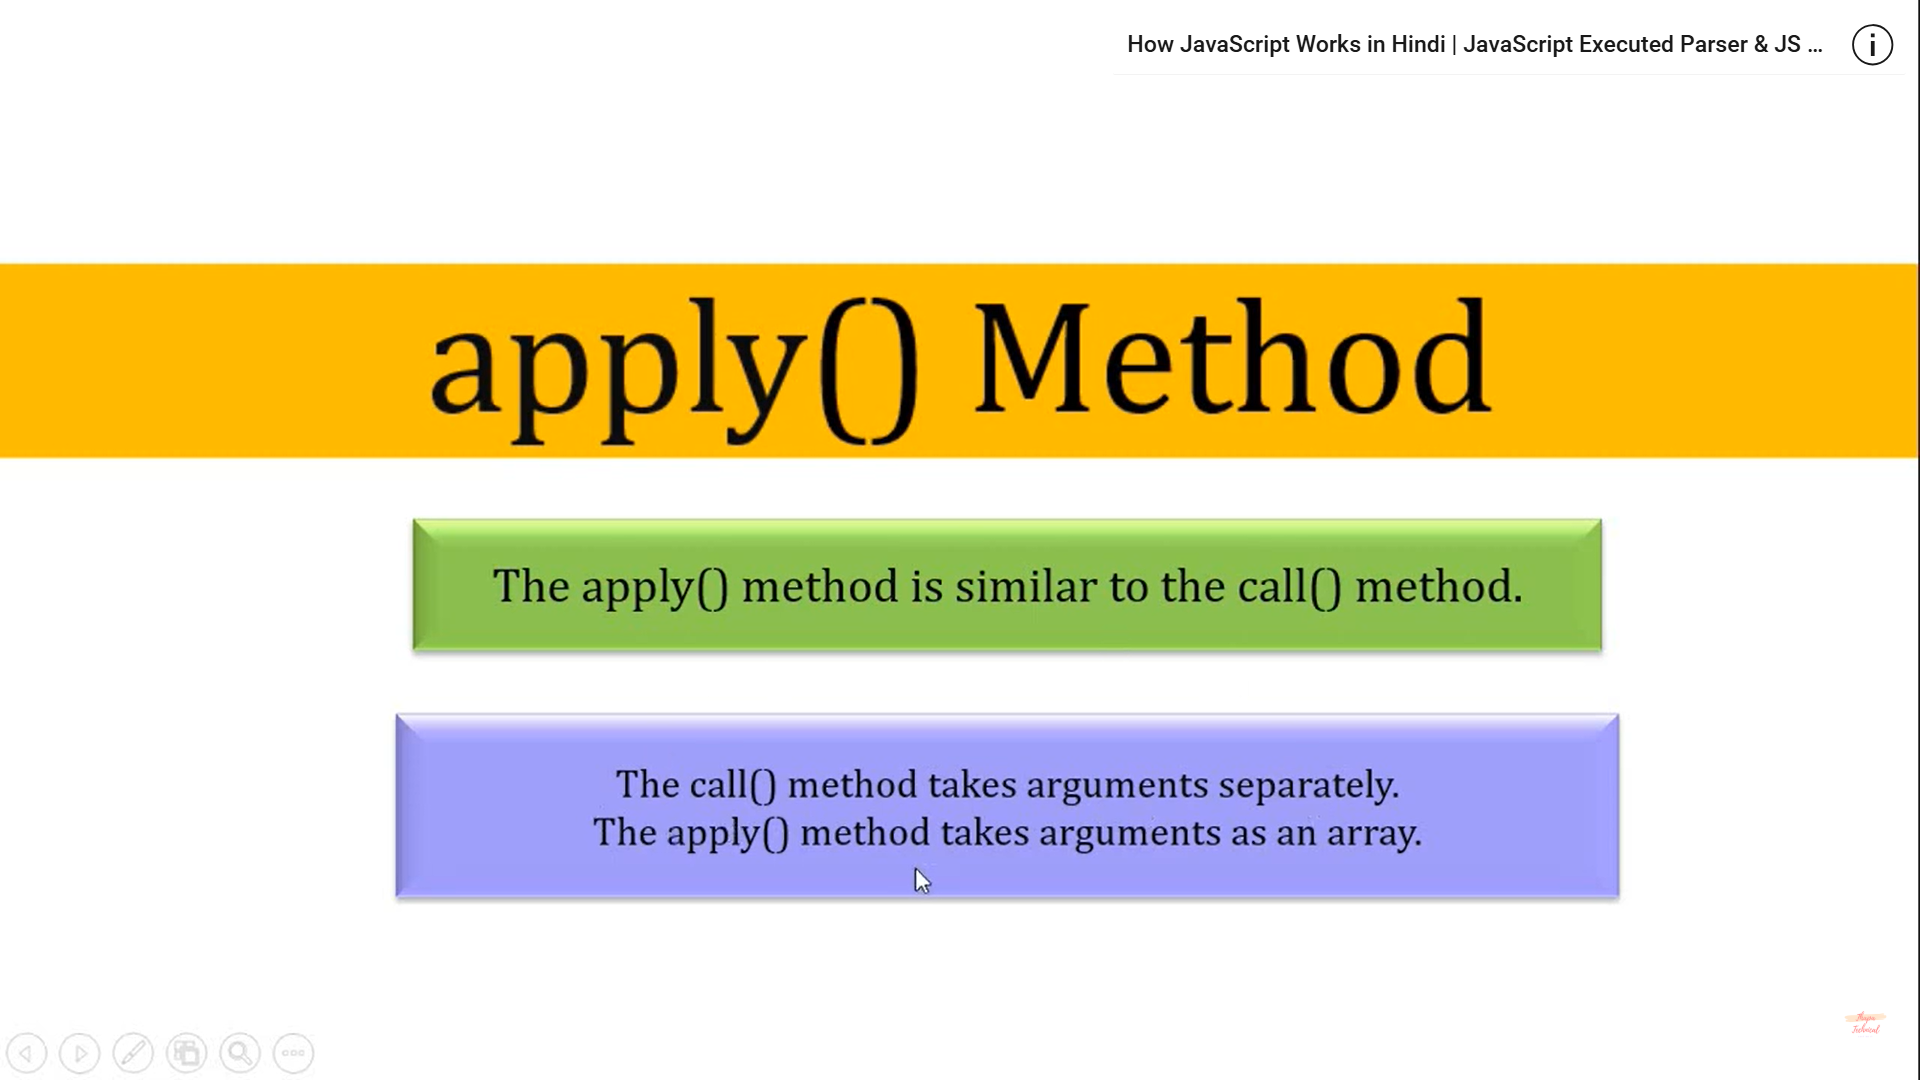 How JavaScript Works in Hindi | JavaScript Executed Parser & JS ...
apply() Method
The apply() method is similar to the call() method.
The call() method takes arguments separately.
The apply() method takes arguments as an array.
Technical